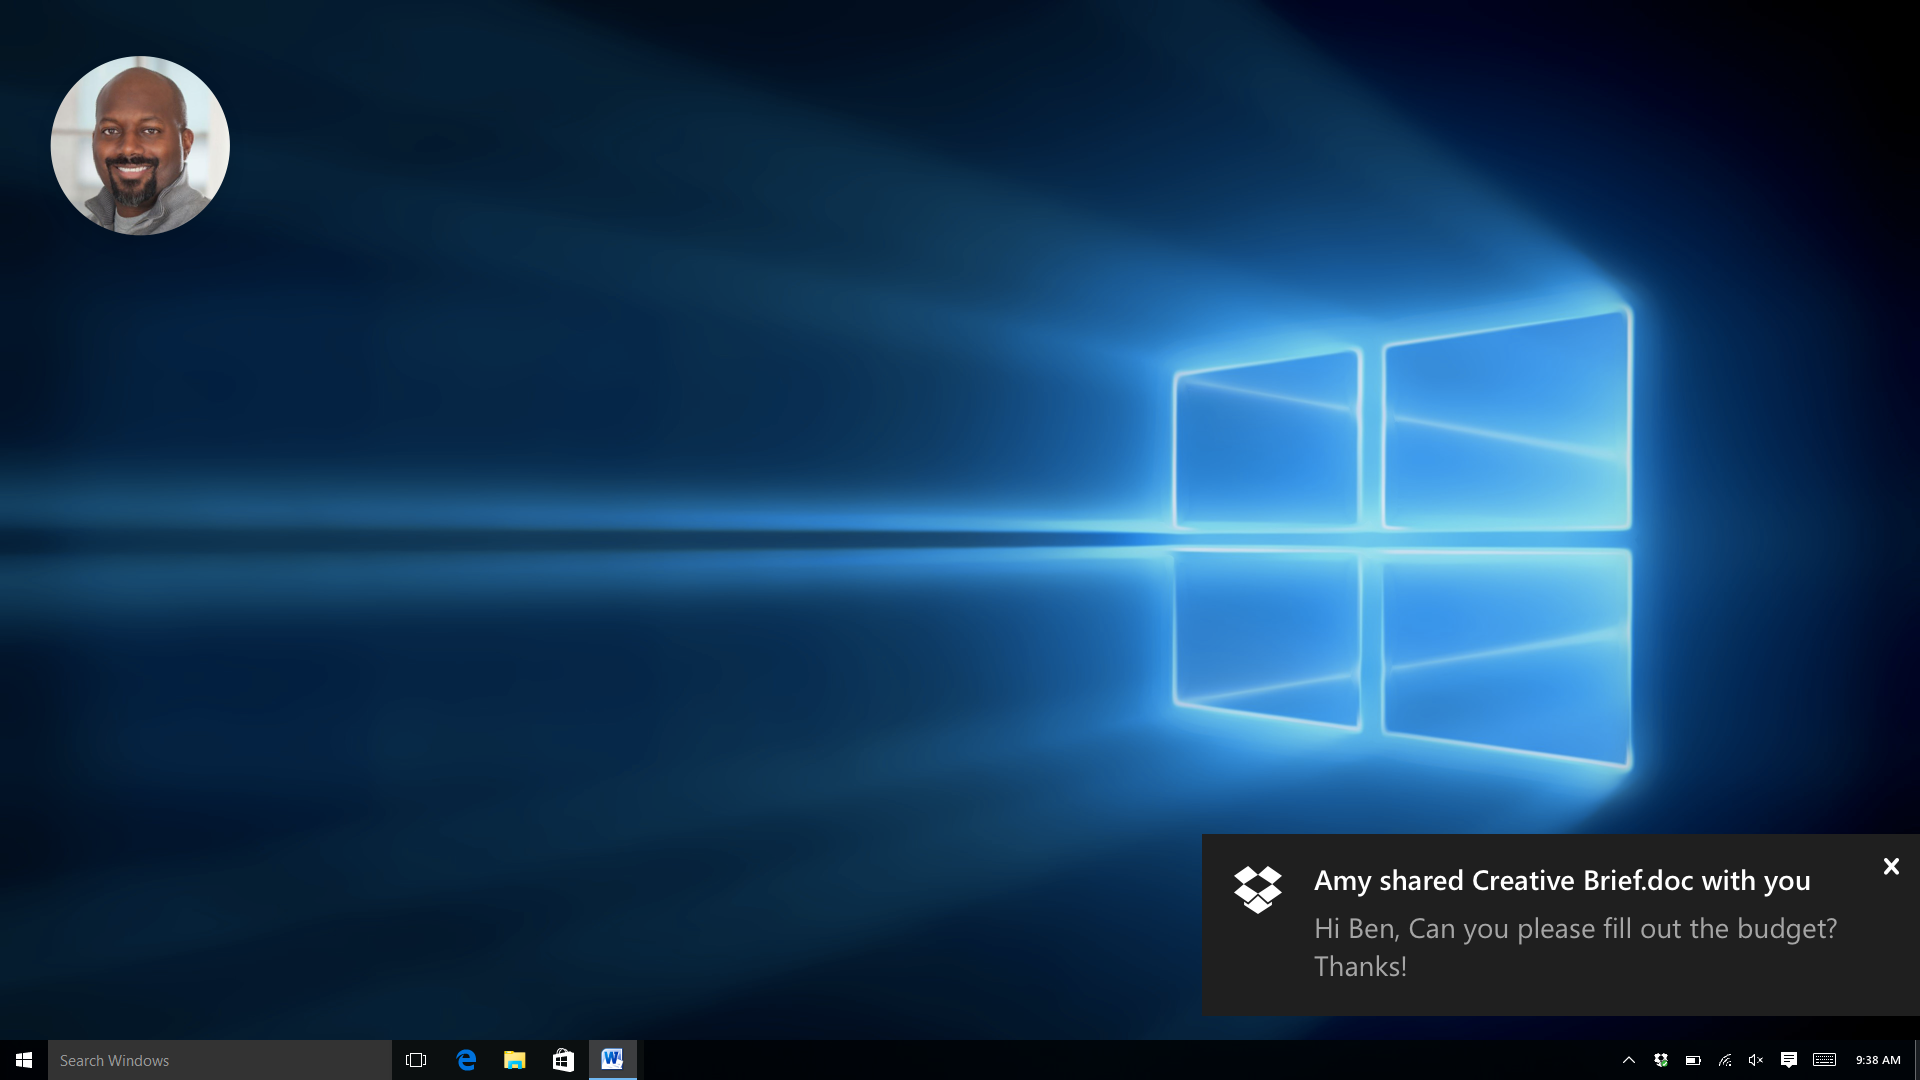 Amy shared Creative Brief.doc with you
Hi Ben, Can you please fill out the budget?
Thanks!
Search Windows
9:38 AM